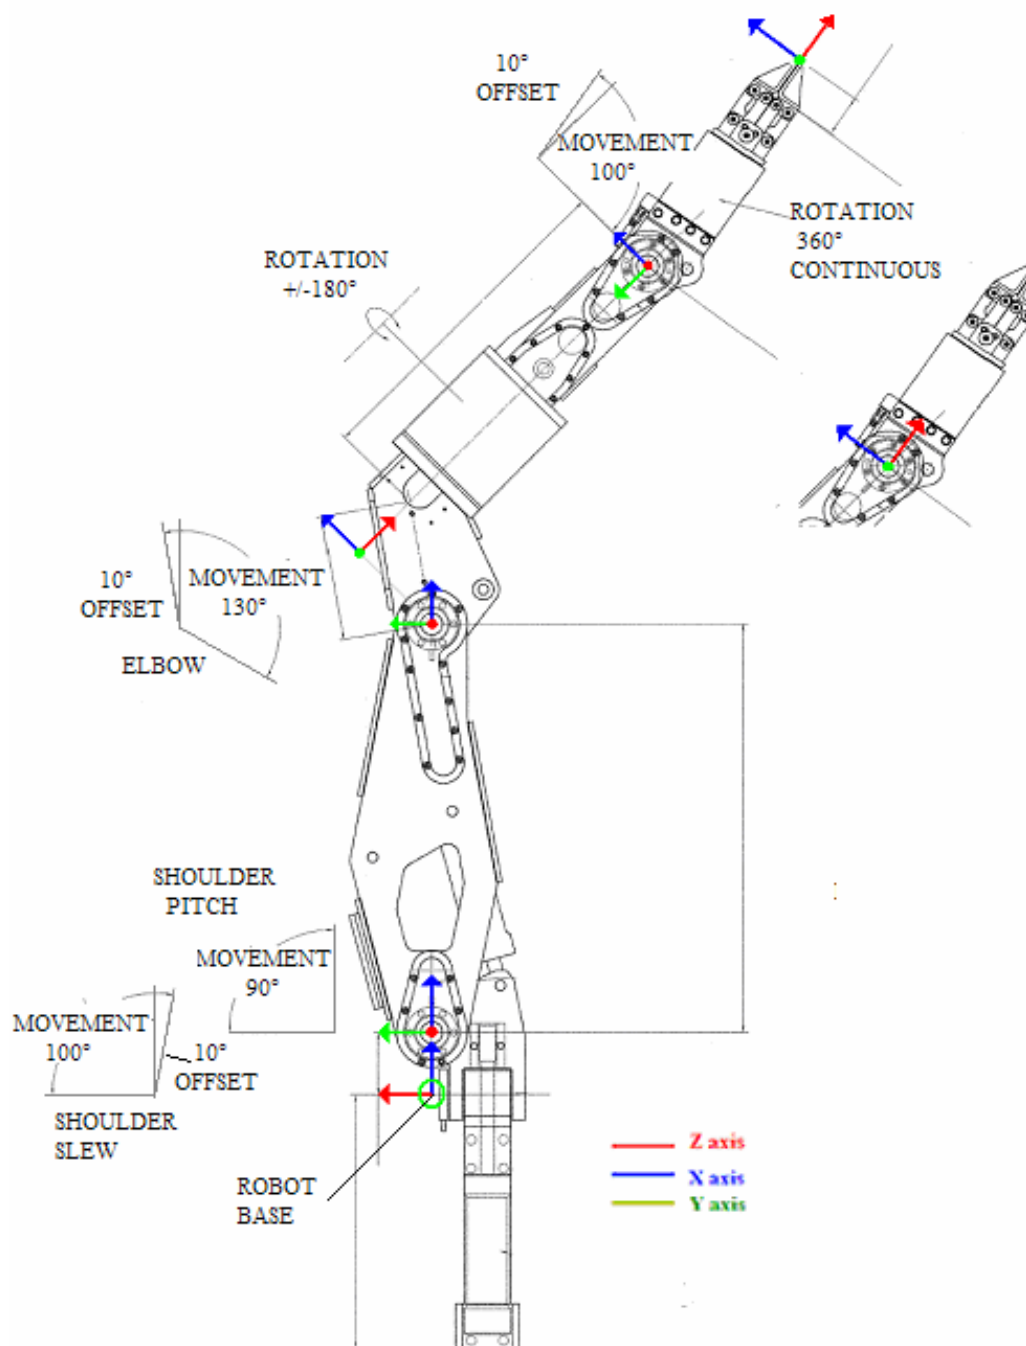 10°
OFFSET
MOVEMENT
100°
ROTATION
360°
CONTINUOUS
ROTATION
+/-180°
10°
OFFSET
MOVEMENT
130°
ELBOW
SHOULDER
PITCH
MOVEMENT
90°
MOVEMENT
100°
10°
OFFSET
SHOULDER
SLEW
ROBOT
BASE
Z axis
X axis
Y axis